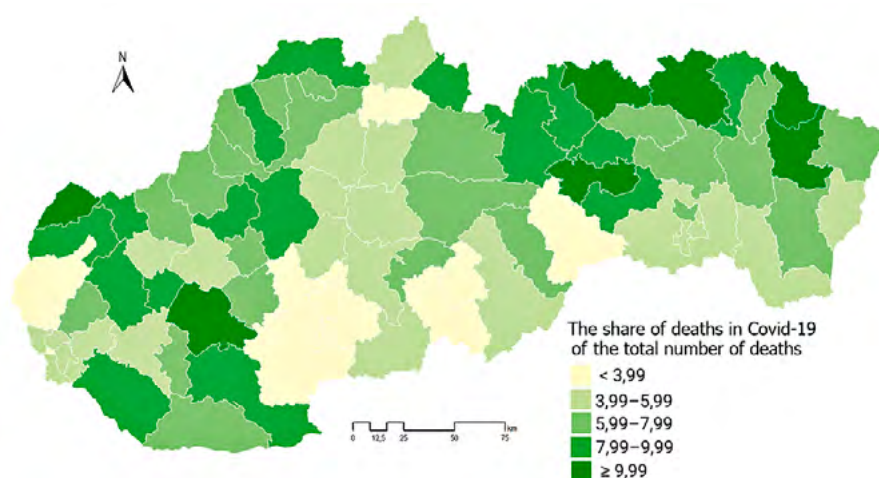 N
The share of deaths in Covid-19
of the total number of deaths
< 3,99
3,99–5,99
5,99–7,99
7,99–9,99
≥ 9,99
km
0 12,5 25 50 75